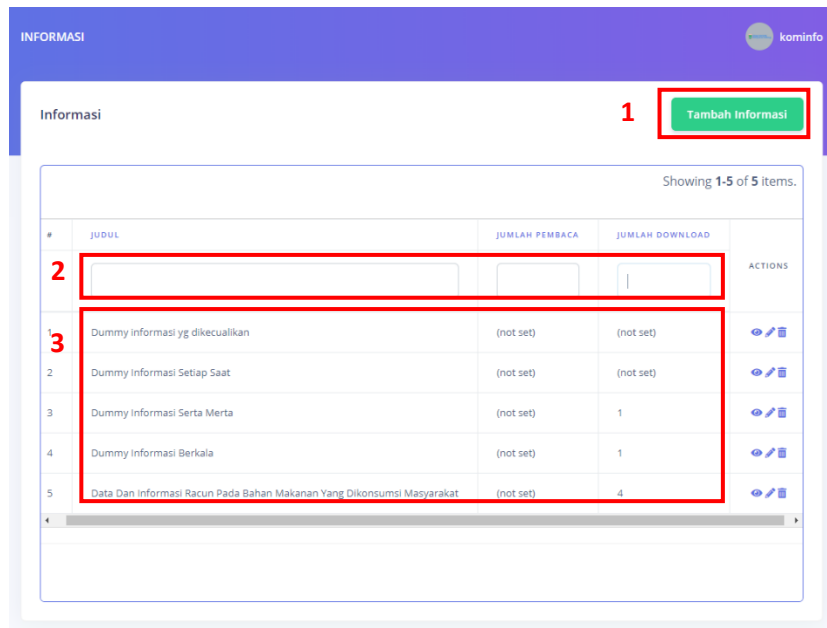 INFORMASI
kominfo
Informasi
1
Tambah Informasi
Showing 1-5 of 5 items.
# JUDUL JUMLAH PEMBACA JUMLAH DOWNLOAD ACTIONS
2
1 Dummy informasi yg dikecualikan (not set) (not set)
3
2 Dummy Informasi Setiap Saat (not set) (not set)
3 Dummy Informasi Serta Merta (not set) 1
4 Dummy Informasi Berkala (not set) 1
5 Data Dan Informasi Racun Pada Bahan Makanan Yang Dikonsumsi Masyarakat (not set) 4